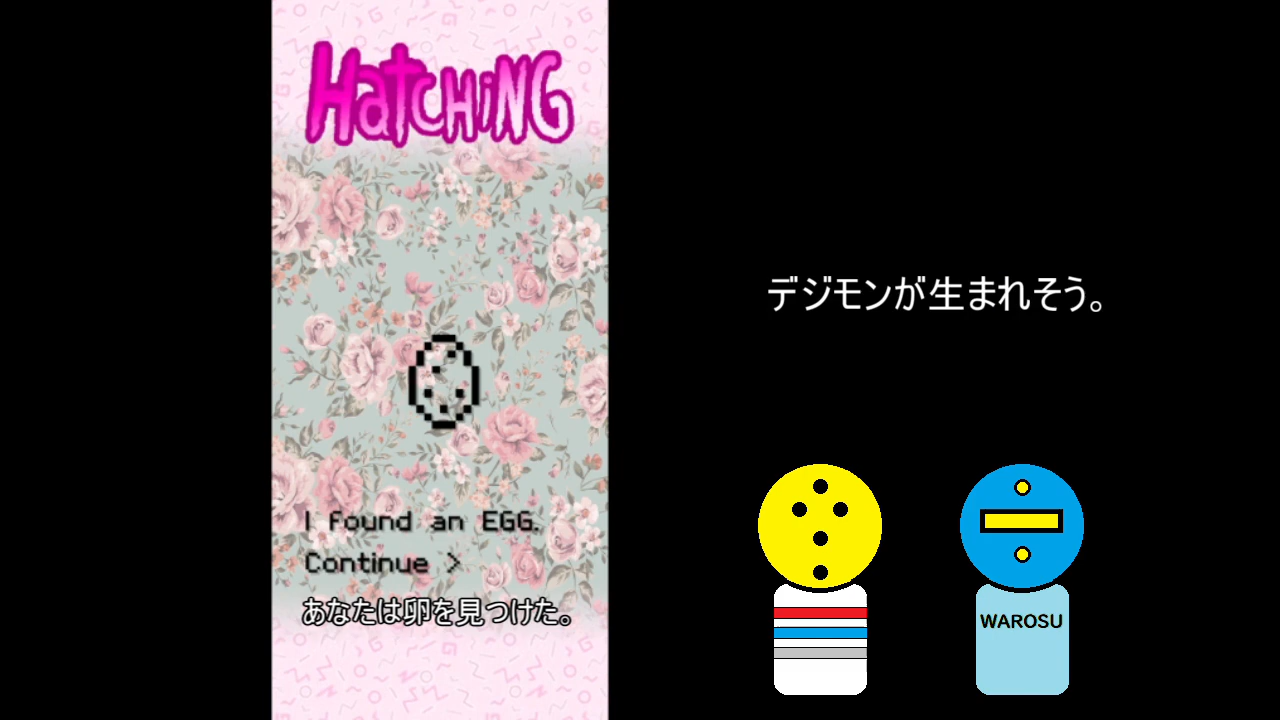 HatcHiNG
I found an EGG.
Continue >
あなたは卵を見つけた。
デジモンが生まれそう。
WAROSU